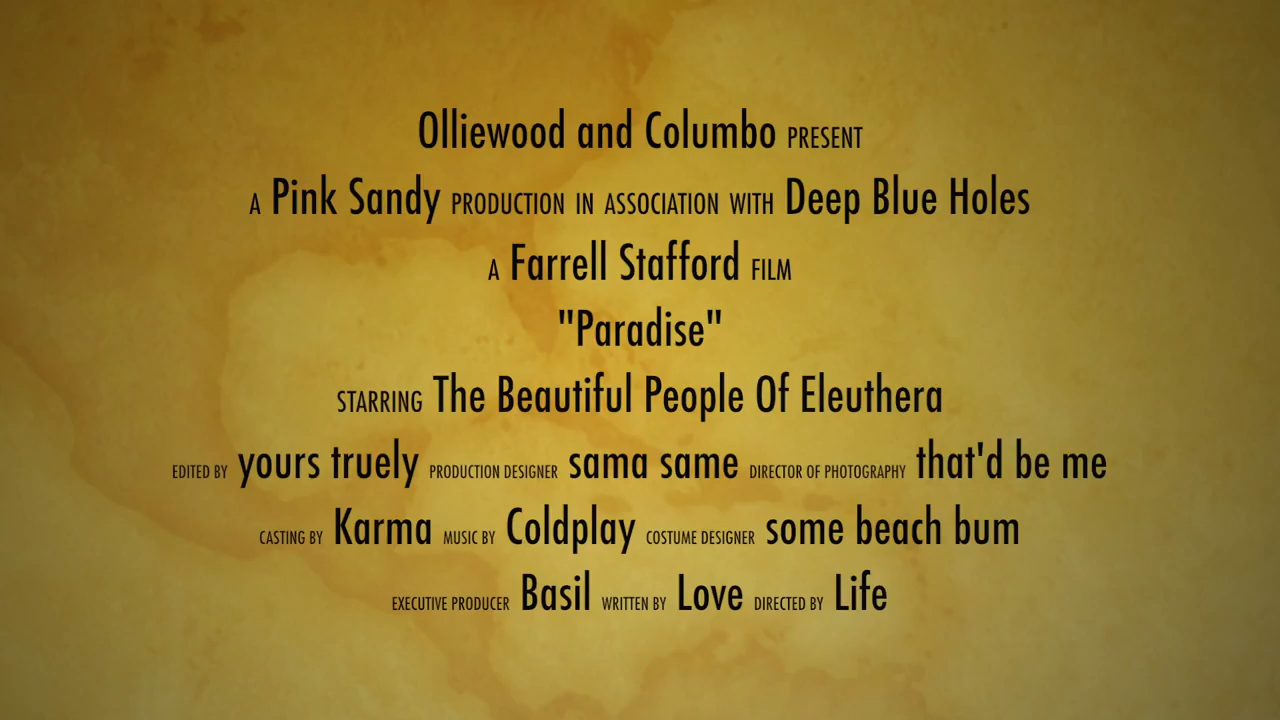 Olliewood and Columbo PRESENT
A Pink Sandy PRODUCTION IN ASSOCIATION WITH Deep Blue Holes
A Farrell Stafford FILM
"Paradise"
STARRING The Beautiful People Of Eleuthera
EDITED BY yours truely PRODUCTION DESIGNER sama same DIRECTOR OF PHOTOGRAPHY that'd be me
CASTING BY Karma MUSIC BY Coldplay COSTUME DESIGNER some beach bum
EXECUTIVE PRODUCER Basil WRITTEN BY Love DIRECTED BY Life